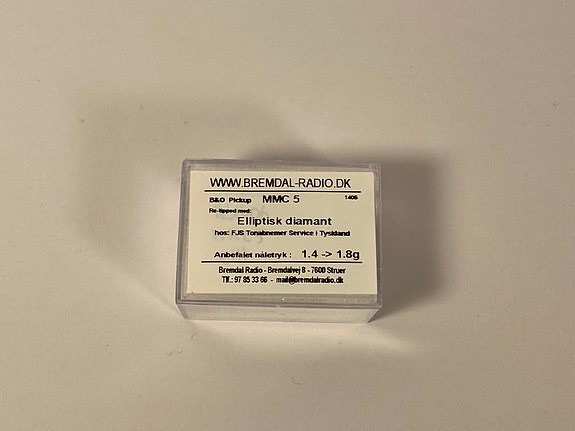 WWW.BREMDAL-RADIO.DK
B&O Pickup MMC 5 1405
Re-tipped med:
Elliptisk diamant
hos: FJS Tonabnemer Service i Tyskland
Anbefalet nåletryk : 1.4 -> 1.8g
Bremdal Radio - Bremdalvej 8 - 7600 Struer
Tlf.: 97 85 33 66 - mail@bremdalradio.dk